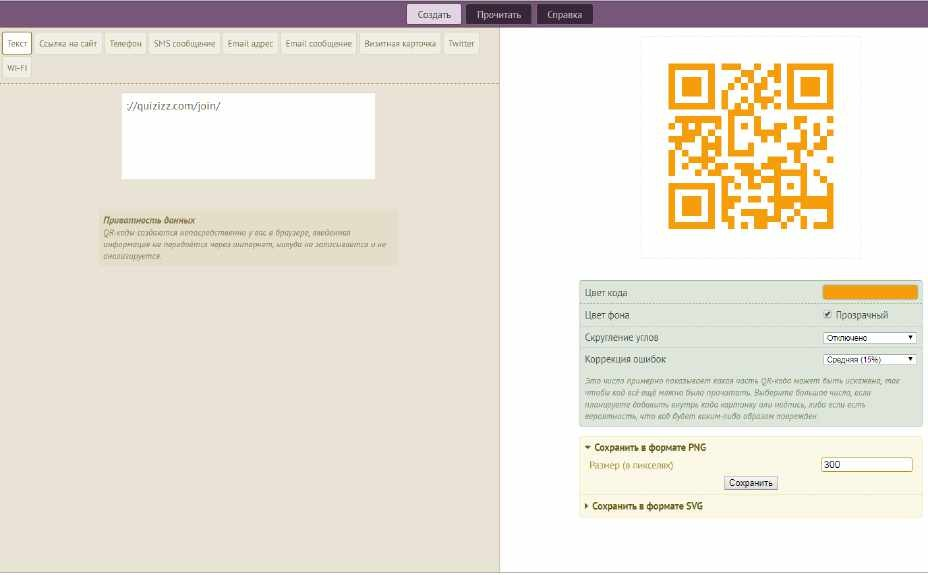 Создать Прочитать Справка
Текст Ссылка на сайт Телефон SMS сообщение Email адрес Email сообщение Визитная карточка Twitter
Wi-Fi
://quizizz.com/join/
Приватность данных
QR-коды создаются непосредственно у вас в браузере, введенная
информация не передаётся через интернет, никуда не записывается и не
анализируется.
Цвет кода
Цвет фона Прозрачный
Скругление углов Отключено
Коррекция ошибок Средняя (15%)
Это число примерно показывает какая часть QR-кода может быть искажена, так
чтобы код всё ещё можно было прочитать. Выберите большое число, если
планируете добавить внутрь кода картинку или надпись, либо если есть
вероятность, что код будет каким-либо образом поврежден
Сохранить в формате PNG
Размер (в пикселях) 300
Сохранить
Сохранить в формате SVG